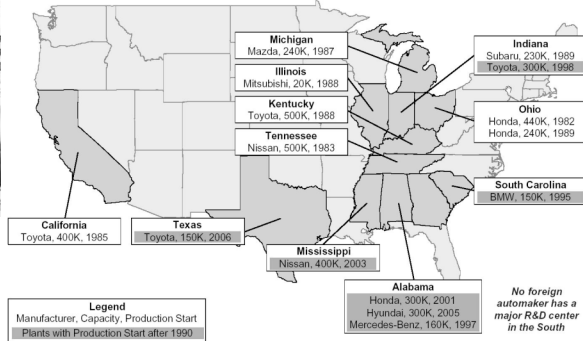 Michigan
Mazda, 240K, 1987
Illinois
Mitsubishi, 20K, 1988
Kentucky
Toyota, 500K, 1988
Tennessee
Nissan, 500K, 1983
Indiana
Subaru, 230K, 1989
Toyota, 300K, 1998
Ohio
Honda, 440K, 1982
Honda, 240K, 1989
South Carolina
BMW, 150K, 1995
California
Toyota, 400K, 1985
Texas
Toyota, 150K, 2006
Mississippi
Nissan, 400K, 2003
Alabama
Honda, 300K, 2001
Hyundai, 300K, 2005
Mercedes-Benz, 160K, 1997
Legend
Manufacturer, Capacity, Production Start
Plants with Production Start after 1990
No foreign
automaker has a
major R&D center
in the South